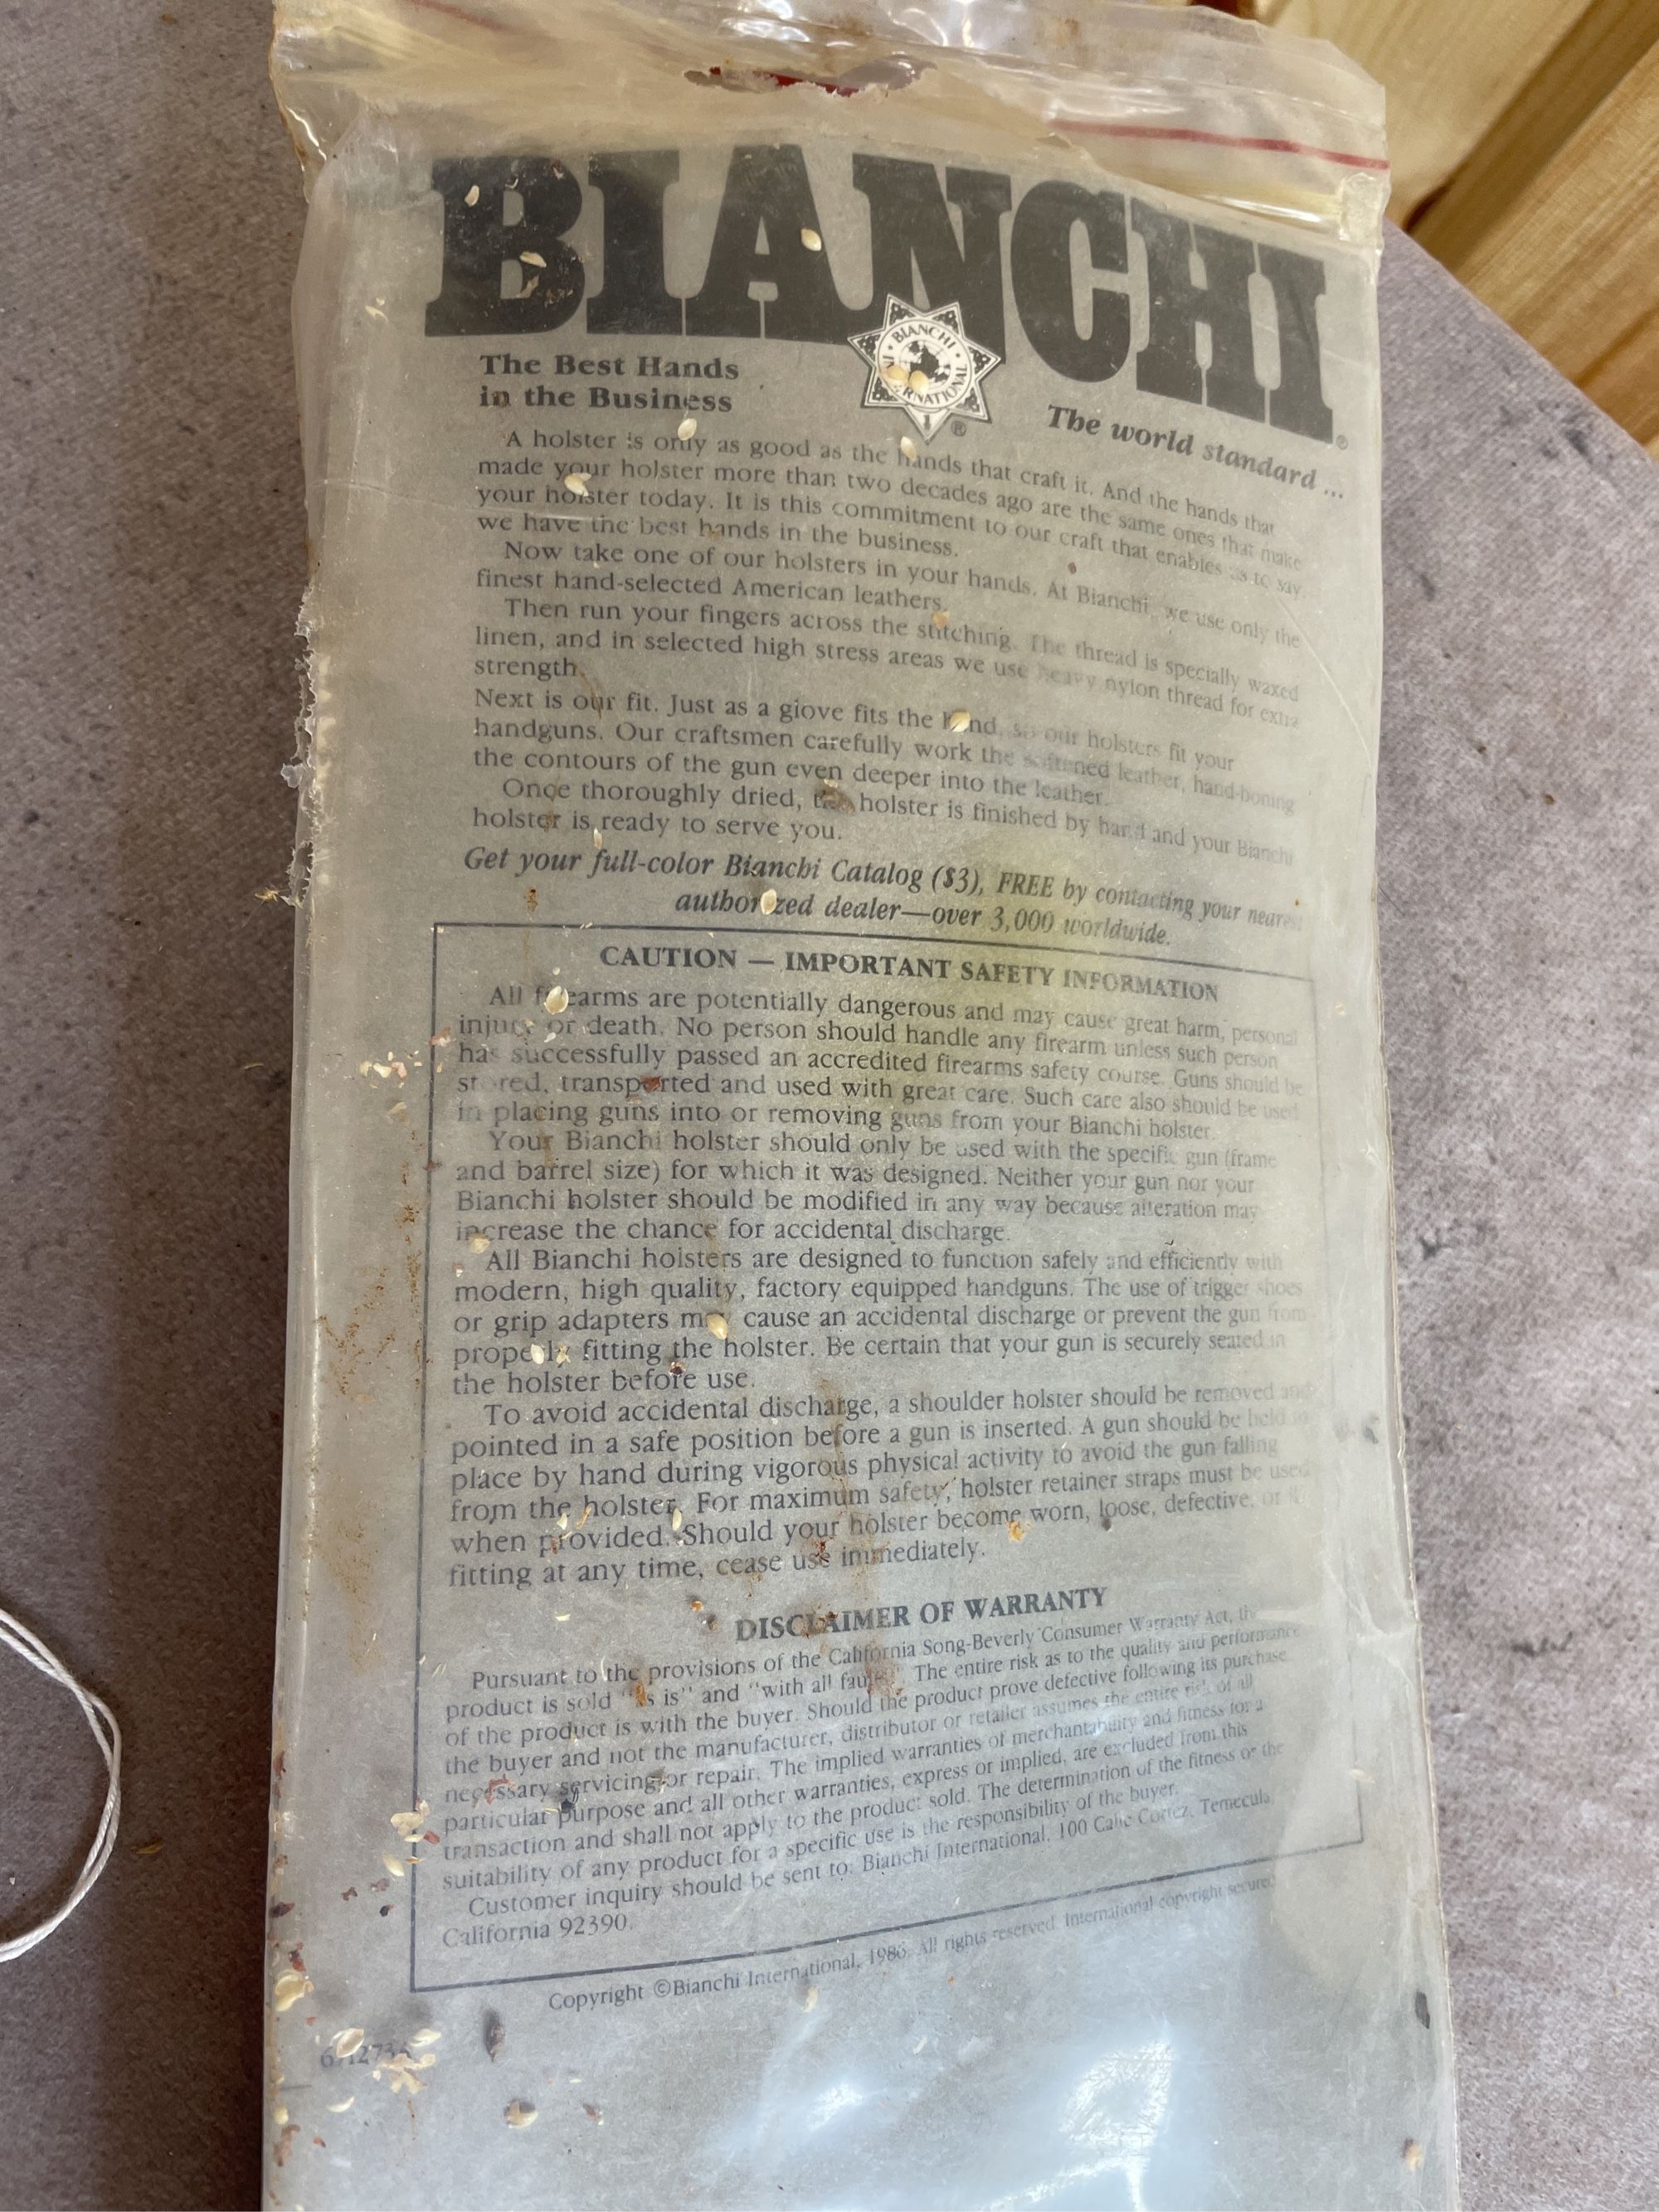 BIANCHI®
BIANCHI INTERNATIONAL ®
The Best Hands
in the Business
The world standard ...
A holster is only as good as the hands that craft it. And the hands that
made your holster more than two decades ago are the same ones that make
your holster today. It is this commitment to our craft that enables us to say,
we have the best hands in the business.
Now take one of our holsters in your hands. At Bianchi, we use only the
finest hand-selected American leathers.
Then run your fingers across the stitching. The thread is specially waxed
linen, and in selected high stress areas we use heavy nylon thread for extra
strength.
Next is our fit. Just as a glove fits the hand, so our holsters fit your
handguns. Our craftsmen carefully work the softened leather, hand-boning
the contours of the gun even deeper into the leather.
Once thoroughly dried, the holster is finished by hand and your Bianchi
holster is ready to serve you.
Get your full-color Bianchi Catalog ($3), FREE by contacting your nearest
authorized dealer—over 3,000 worldwide.
CAUTION — IMPORTANT SAFETY INFORMATION
All firearms are potentially dangerous and may cause great harm, personal
injury or death. No person should handle any firearm unless such person
has successfully passed an accredited firearms safety course. Guns should be
stored, transported and used with great care. Such care also should be used
in placing guns into or removing guns from your Bianchi holster.
Your Bianchi holster should only be used with the specific gun (frame
and barrel size) for which it was designed. Neither your gun nor your
Bianchi holster should be modified in any way because alteration may
increase the chance for accidental discharge.
All Bianchi holsters are designed to function safely and efficiently with
modern, high quality, factory equipped handguns. The use of trigger shoes
or grip adapters may cause an accidental discharge or prevent the gun from
properly fitting the holster. Be certain that your gun is securely seated in
the holster before use.
To avoid accidental discharge, a shoulder holster should be removed and
pointed in a safe position before a gun is inserted. A gun should be held in
place by hand during vigorous physical activity to avoid the gun falling
from the holster. For maximum safety, holster retainer straps must be used
when provided. Should your holster become worn, loose, defective, or
fitting at any time, cease use immediately.
DISCLAIMER OF WARRANTY
Pursuant to the provisions of the California Song-Beverly Consumer Warranty Act, the
product is sold "as is" and "with all faults". The entire risk as to the quality and performance
of the product is with the buyer. Should the product prove defective following its purchase
the buyer and not the manufacturer, distributor or retailer assumes the entire risk of all
necessary servicing or repair. The implied warranties of merchantability and fitness for a
particular purpose and all other warranties, express or implied, are excluded from this
transaction and shall not apply to the product sold. The determination of the fitness or the
suitability of any product for a specific use is the responsibility of the buyer.
Customer inquiry should be sent to: Bianchi International, 100 Calle Cortez, Temecula,
California 92390.
Copyright ©Bianchi International, 1986. All rights reserved. International copyright secured